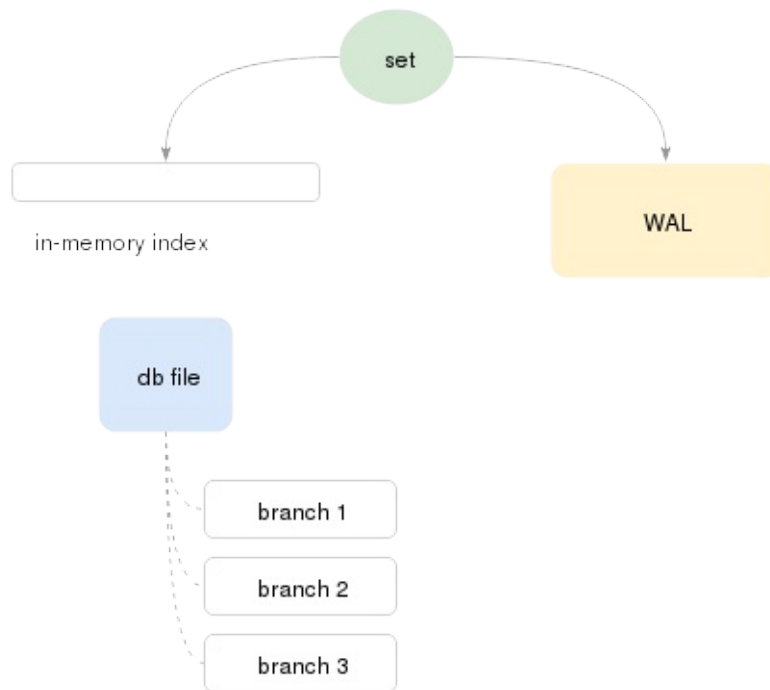 set
WAL
in-memory index
db file
branch 1
branch 2
branch 3